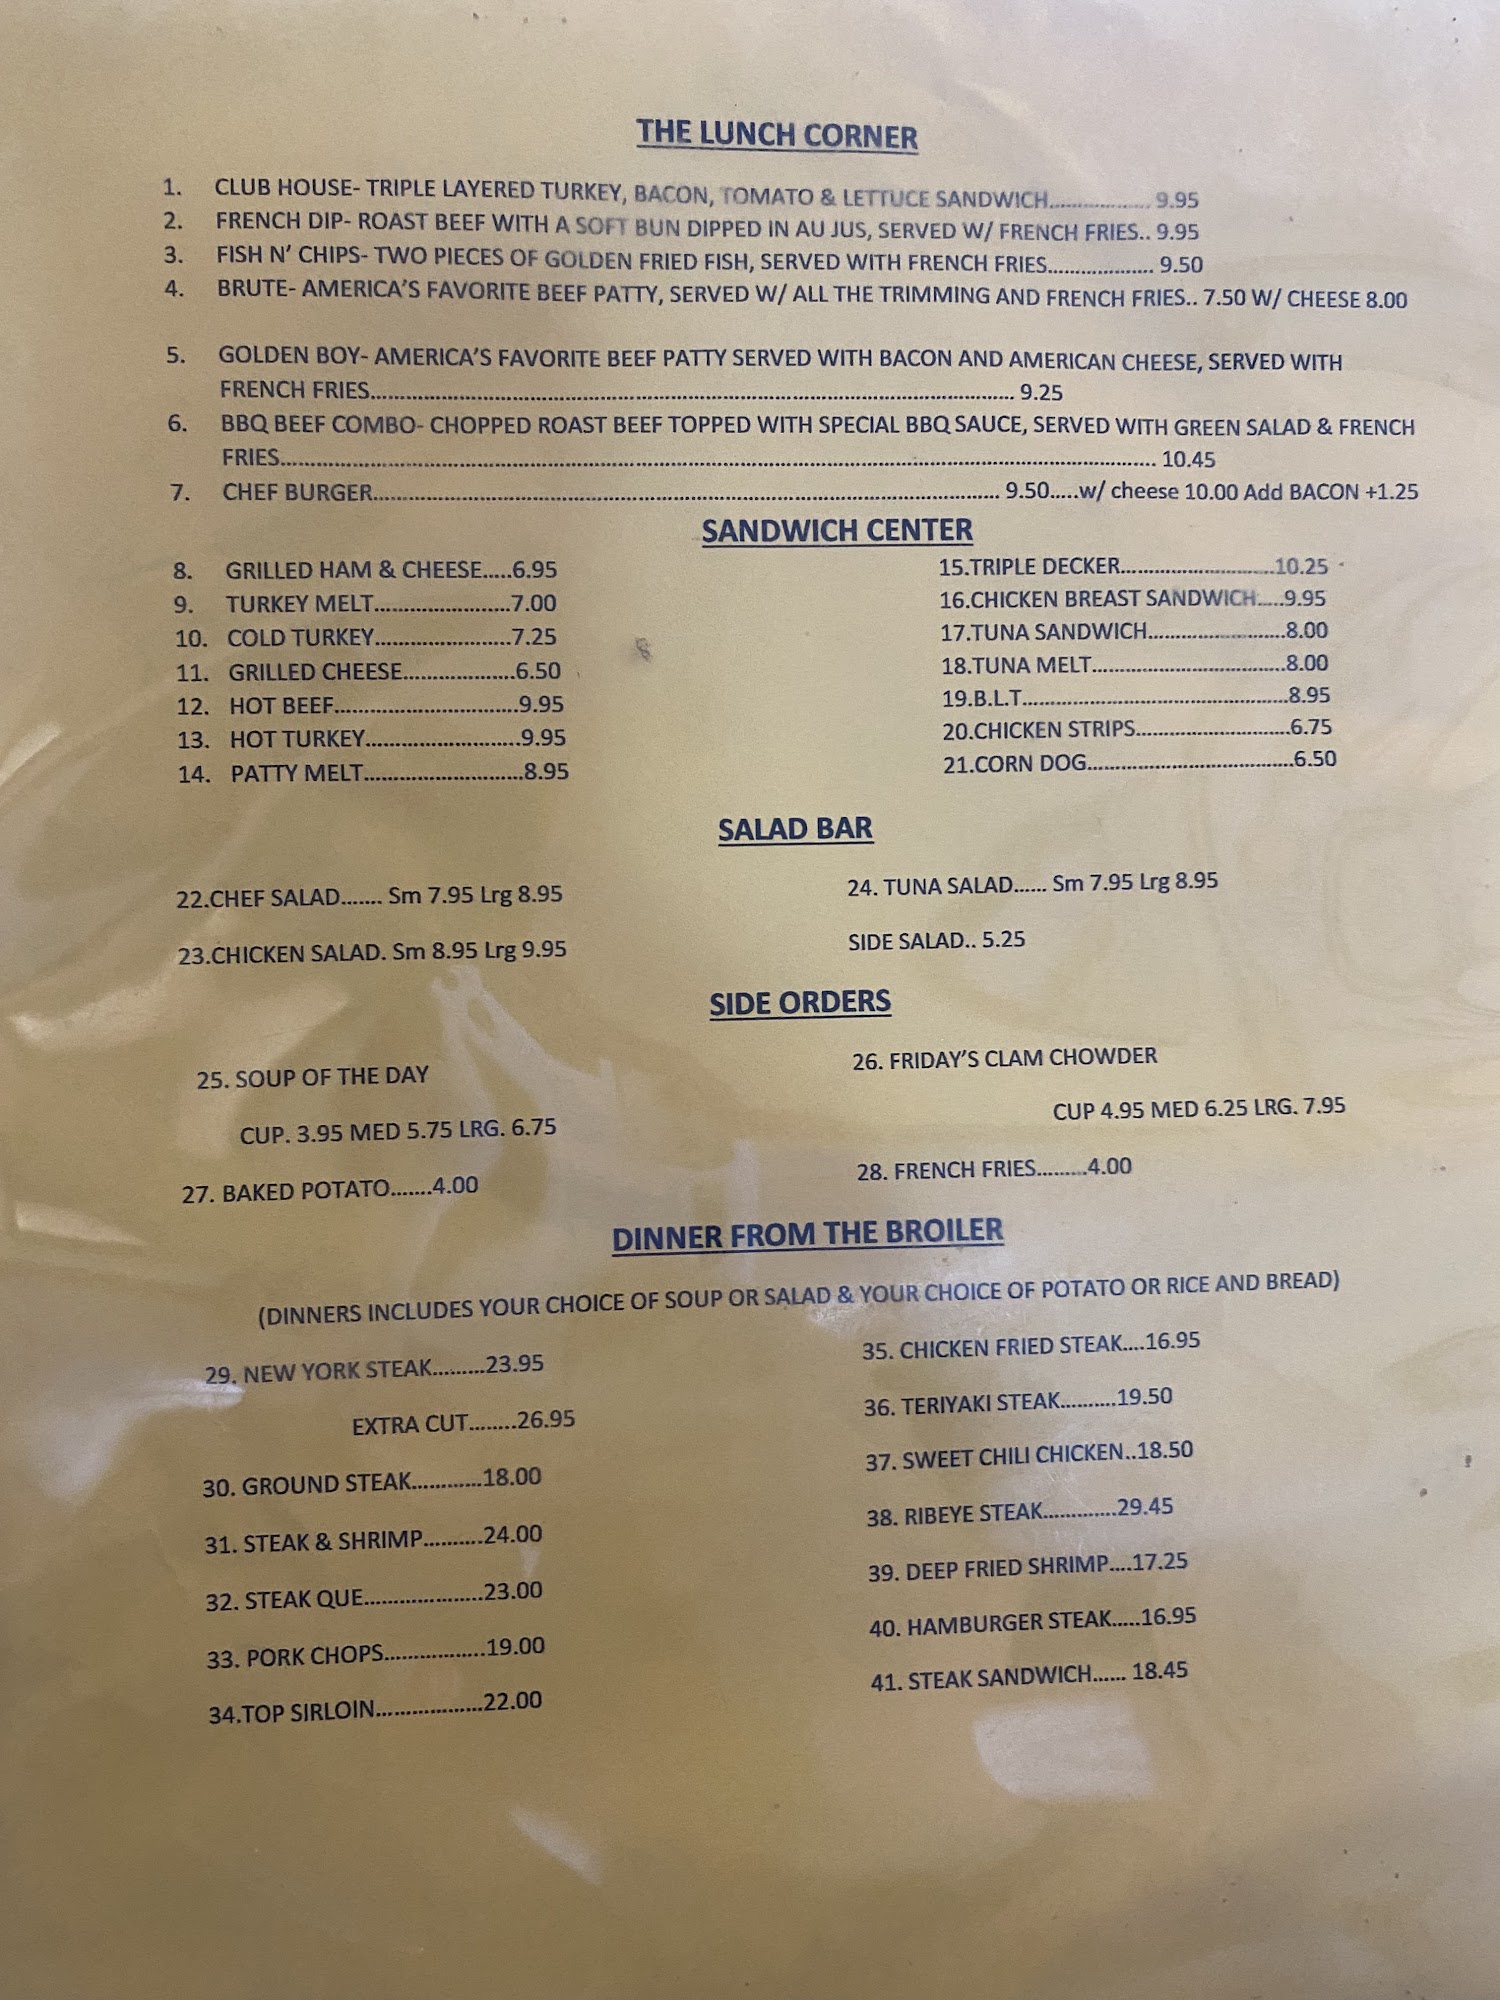 THE LUNCH CORNER
1. CLUB HOUSE- TRIPLE LAYERED TURKEY, BACON, TOMATO & LETTUCE SANDWICH................. 9.95
2. FRENCH DIP- ROAST BEEF WITH A SOFT BUN DIPPED IN AU JUS, SERVED W/ FRENCH FRIES.. 9.95
3. FISH N' CHIPS- TWO PIECES OF GOLDEN FRIED FISH, SERVED WITH FRENCH FRIES.................. 9.50
4. BRUTE- AMERICA'S FAVORITE BEEF PATTY, SERVED W/ ALL THE TRIMMING AND FRENCH FRIES.. 7.50 W/ CHEESE 8.00
5. GOLDEN BOY- AMERICA'S FAVORITE BEEF PATTY SERVED WITH BACON AND AMERICAN CHEESE, SERVED WITH
FRENCH FRIES............................................................................................................ 9.25
6. BBQ BEEF COMBO- CHOPPED ROAST BEEF TOPPED WITH SPECIAL BBQ SAUCE, SERVED WITH GREEN SALAD & FRENCH
FRIES.................................................................................................................................................. 10.45
7. CHEF BURGER......................................................................................................... 9.50.....w/ cheese 10.00 Add BACON +1.25
SANDWICH CENTER
8. GRILLED HAM & CHEESE.....6.95
9. TURKEY MELT.......................7.00
10. COLD TURKEY.......................7.25
11. GRILLED CHEESE...................6.50
12. HOT BEEF...............................9.95
13. HOT TURKEY..........................9.95
14. PATTY MELT...........................8.95
15.TRIPLE DECKER..........................10.25
16.CHICKEN BREAST SANDWICH.....9.95
17.TUNA SANDWICH.......................8.00
18.TUNA MELT................................8.00
19.B.L.T............................................8.95
20.CHICKEN STRIPS..........................6.75
21.CORN DOG...................................6.50
SALAD BAR
22.CHEF SALAD....... Sm 7.95 Lrg 8.95
24. TUNA SALAD...... Sm 7.95 Lrg 8.95
23.CHICKEN SALAD. Sm 8.95 Lrg 9.95
SIDE SALAD.. 5.25
SIDE ORDERS
25. SOUP OF THE DAY
CUP. 3.95 MED 5.75 LRG. 6.75
26. FRIDAY'S CLAM CHOWDER
CUP 4.95 MED 6.25 LRG. 7.95
27. BAKED POTATO.......4.00
28. FRENCH FRIES.........4.00
DINNER FROM THE BROILER
(DINNERS INCLUDES YOUR CHOICE OF SOUP OR SALAD & YOUR CHOICE OF POTATO OR RICE AND BREAD)
29. NEW YORK STEAK.........23.95
EXTRA CUT........26.95
30. GROUND STEAK............18.00
31. STEAK & SHRIMP..........24.00
32. STEAK QUE....................23.00
33. PORK CHOPS.................19.00
34.TOP SIRLOIN..................22.00
35. CHICKEN FRIED STEAK....16.95
36. TERIYAKI STEAK..........19.50
37. SWEET CHILI CHICKEN..18.50
38. RIBEYE STEAK.............29.45
39. DEEP FRIED SHRIMP....17.25
40. HAMBURGER STEAK.....16.95
41. STEAK SANDWICH...... 18.45